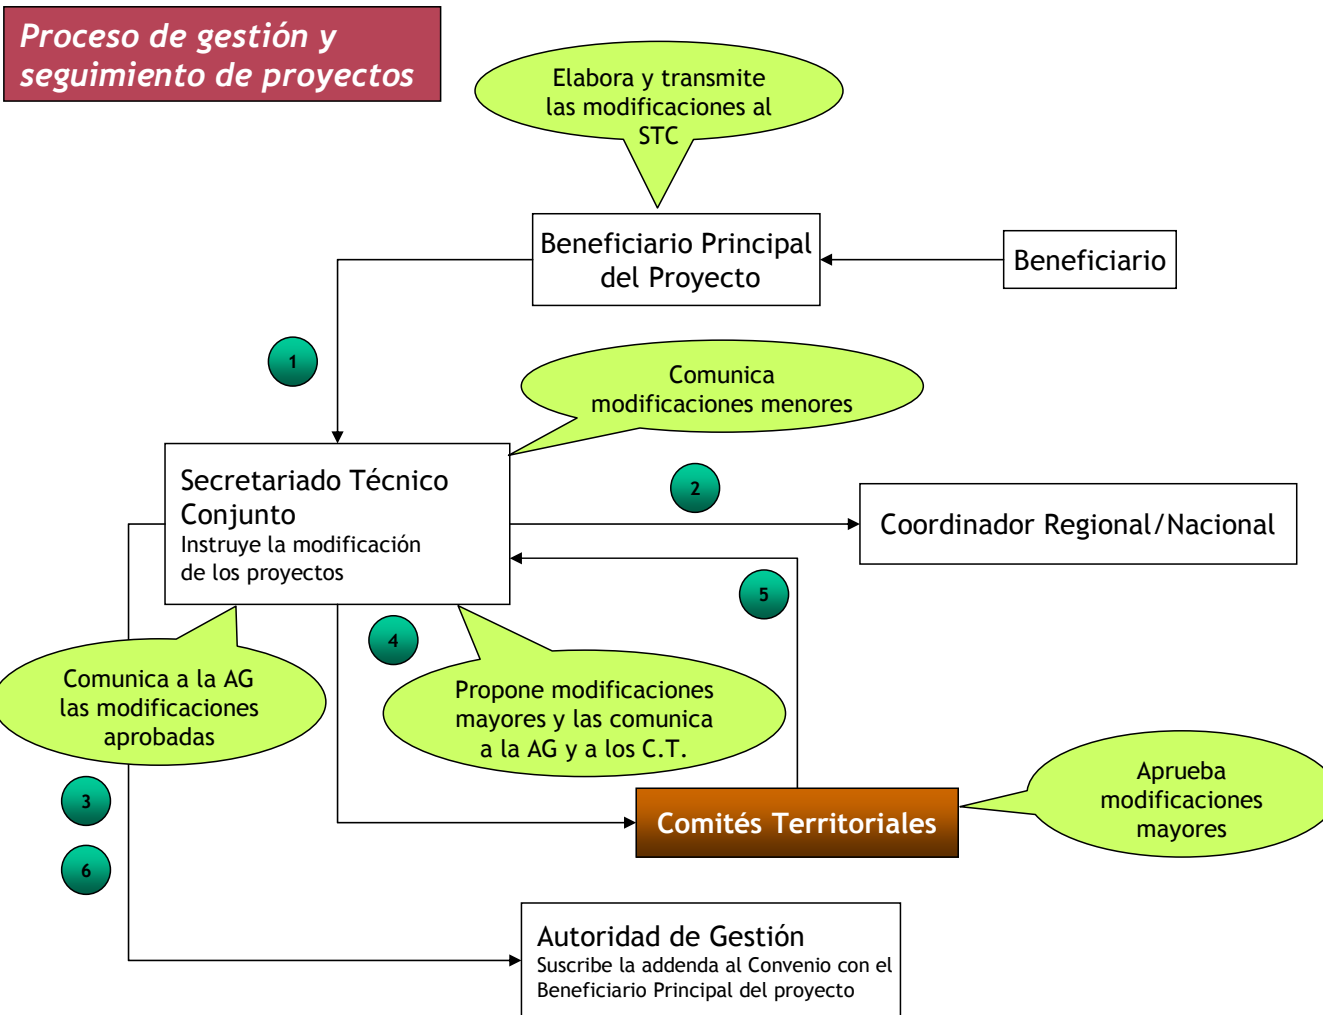 Proceso de gestión y
seguimiento de proyectos
Elabora y transmite
las modificaciones al
STC
Beneficiario Principal
del Proyecto
Beneficiario
1
Comunica
modificaciones menores
Secretariado Técnico
Conjunto
Instruye la modificación
de los proyectos
2
Coordinador Regional/Nacional
5
4
Comunica a la AG
las modificaciones
aprobadas
Propone modificaciones
mayores y las comunica
a la AG y a los C.T.
3
6
Comités Territoriales
Aprueba
modificaciones
mayores
Autoridad de Gestión
Suscribe la addenda al Convenio con el
Beneficiario Principal del proyecto